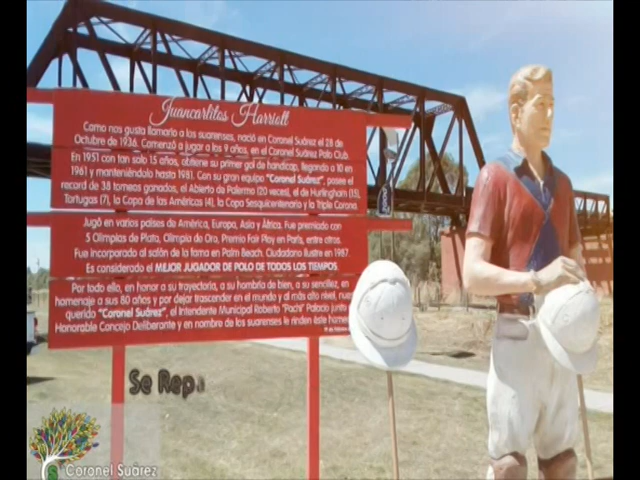 Juancarlitos Harriott
Como nos gusta llamarlo a los suarenses, nació en Coronel Suárez el 28 de
Octubre de 1936. Comenzó a jugar a los 9 años, en el Coronel Suárez Polo Club.
En 1951 con tan solo 15 años, obtiene su primer gol de handicap, llegando a 10 en
1961 y manteniéndolo hasta 1981. Con su gran equipo "Coronel Suárez", posee el
record de 38 torneos ganados, el Abierto de Palermo (20 veces), el de Hurlingham (15),
Tortugas (7), la Copa de las Américas (4), la Copa Sesquicentenario y la Triple Corona.
Jugó en varios países de América, Europa, Asia y África. Fue premiado con
5 Olimpias de Plata, Olimpia de Oro, Premio Fair Play en París, entre otros.
Fue incorporado al salón de la fama en Palm Beach. Ciudadano Ilustre en 1987.
Es considerado el MEJOR JUGADOR DE POLO DE TODOS LOS TIEMPOS.
Por todo ello, en honor a su trayectoria, a su hombría de bien, a su sencillez, en
homenaje a sus 80 años y por dejar trascender en el mundo y al más alto nivel, nuestro
querido "Coronel Suárez", el Intendente Municipal Roberto "Pachi" Palacio junto al
Honorable Concejo Deliberante y en nombre de los suarenses le rinden este homenaje
Se Repa
Coronel Suárez